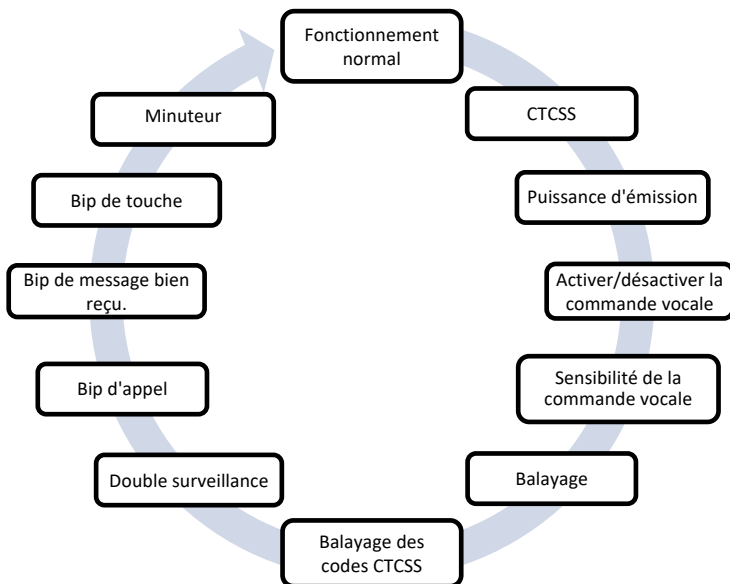 Fonctionnement
normal
CTCSS
Puissance d'émission
Activer/désactiver la
commande vocale
Sensibilité de la
commande vocale
Balayage
Balayage des
codes CTCSS
Double surveillance
Bip d'appel
Bip de message bien
reçu.
Bip de touche
Minuteur